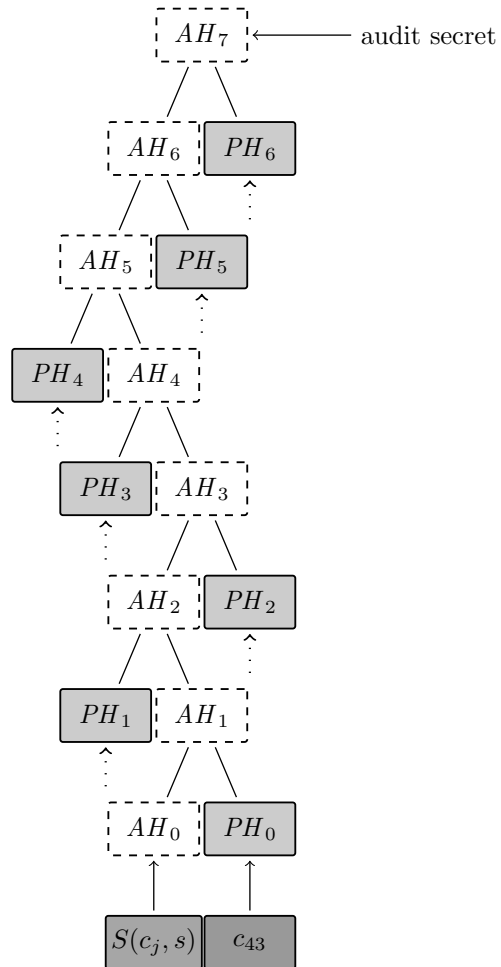 AH₇ audit secret
AH₆ PH₆
AH₅ PH₅
PH₄ AH₄
PH₃ AH₃
AH₂ PH₂
PH₁ AH₁
AH₀ PH₀
S(cⱼ, s) c₄₃